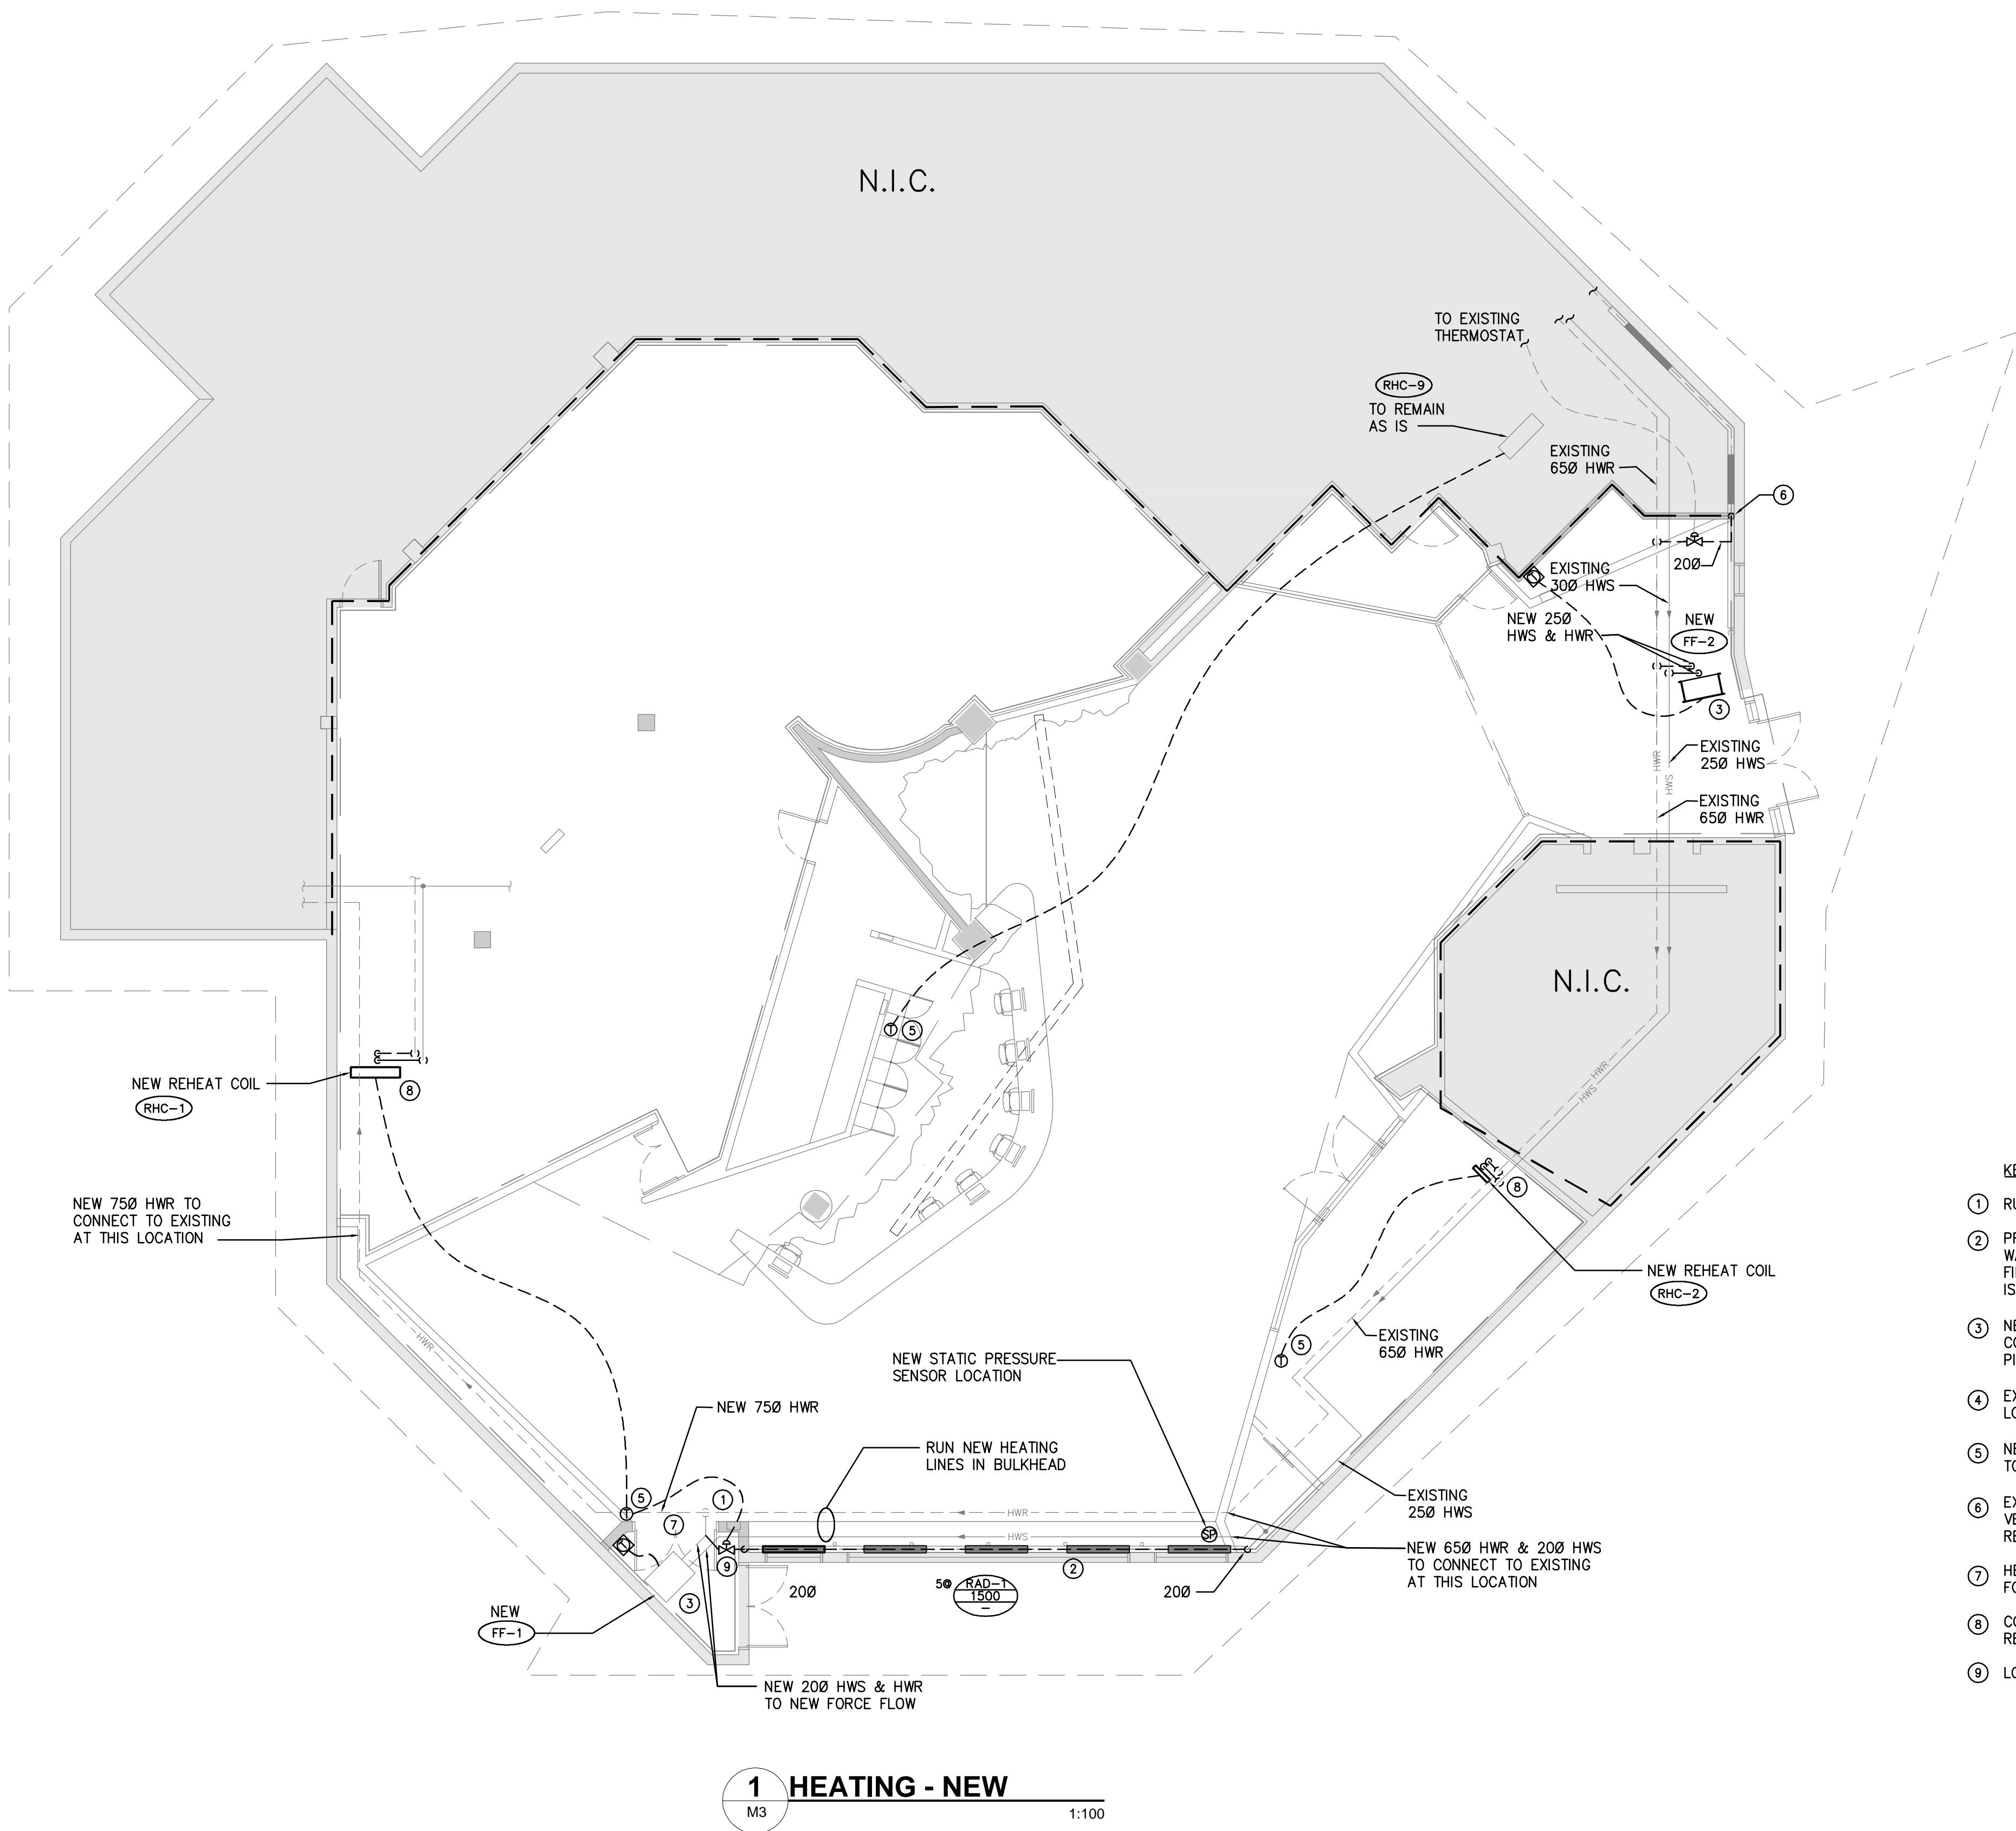 N.I.C.
TO EXISTING
THERMOSTAT
RHC-9
TO REMAIN
AS IS
EXISTING
65Ø HWR
6
20Ø
EXISTING
30Ø HWS
NEW 25Ø
HWS & HWR
NEW
FF-2
3
EXISTING
25Ø HWS
HWR
HWS
EXISTING
65Ø HWR
N.I.C.
5
NEW REHEAT COIL
RHC-1
8
HWR
HWS
8
NEW 75Ø HWR TO
CONNECT TO EXISTING
AT THIS LOCATION
NEW REHEAT COIL
RHC-2
HWR
EXISTING
65Ø HWR
5
T
NEW STATIC PRESSURE
SENSOR LOCATION
NEW 75Ø HWR
RUN NEW HEATING
LINES IN BULKHEAD
EXISTING
25Ø HWS
5
1
T
7
HWR
HWS
SP
NEW 65Ø HWR & 20Ø HWS
TO CONNECT TO EXISTING
AT THIS LOCATION
9
2
20Ø
5@
RAD-1
1500
-
20Ø
3
NEW
FF-1
NEW 20Ø HWS & HWR
TO NEW FORCE FLOW
1
M3
HEATING - NEW
1:100
1
2
3
4
5
6
7
8
9